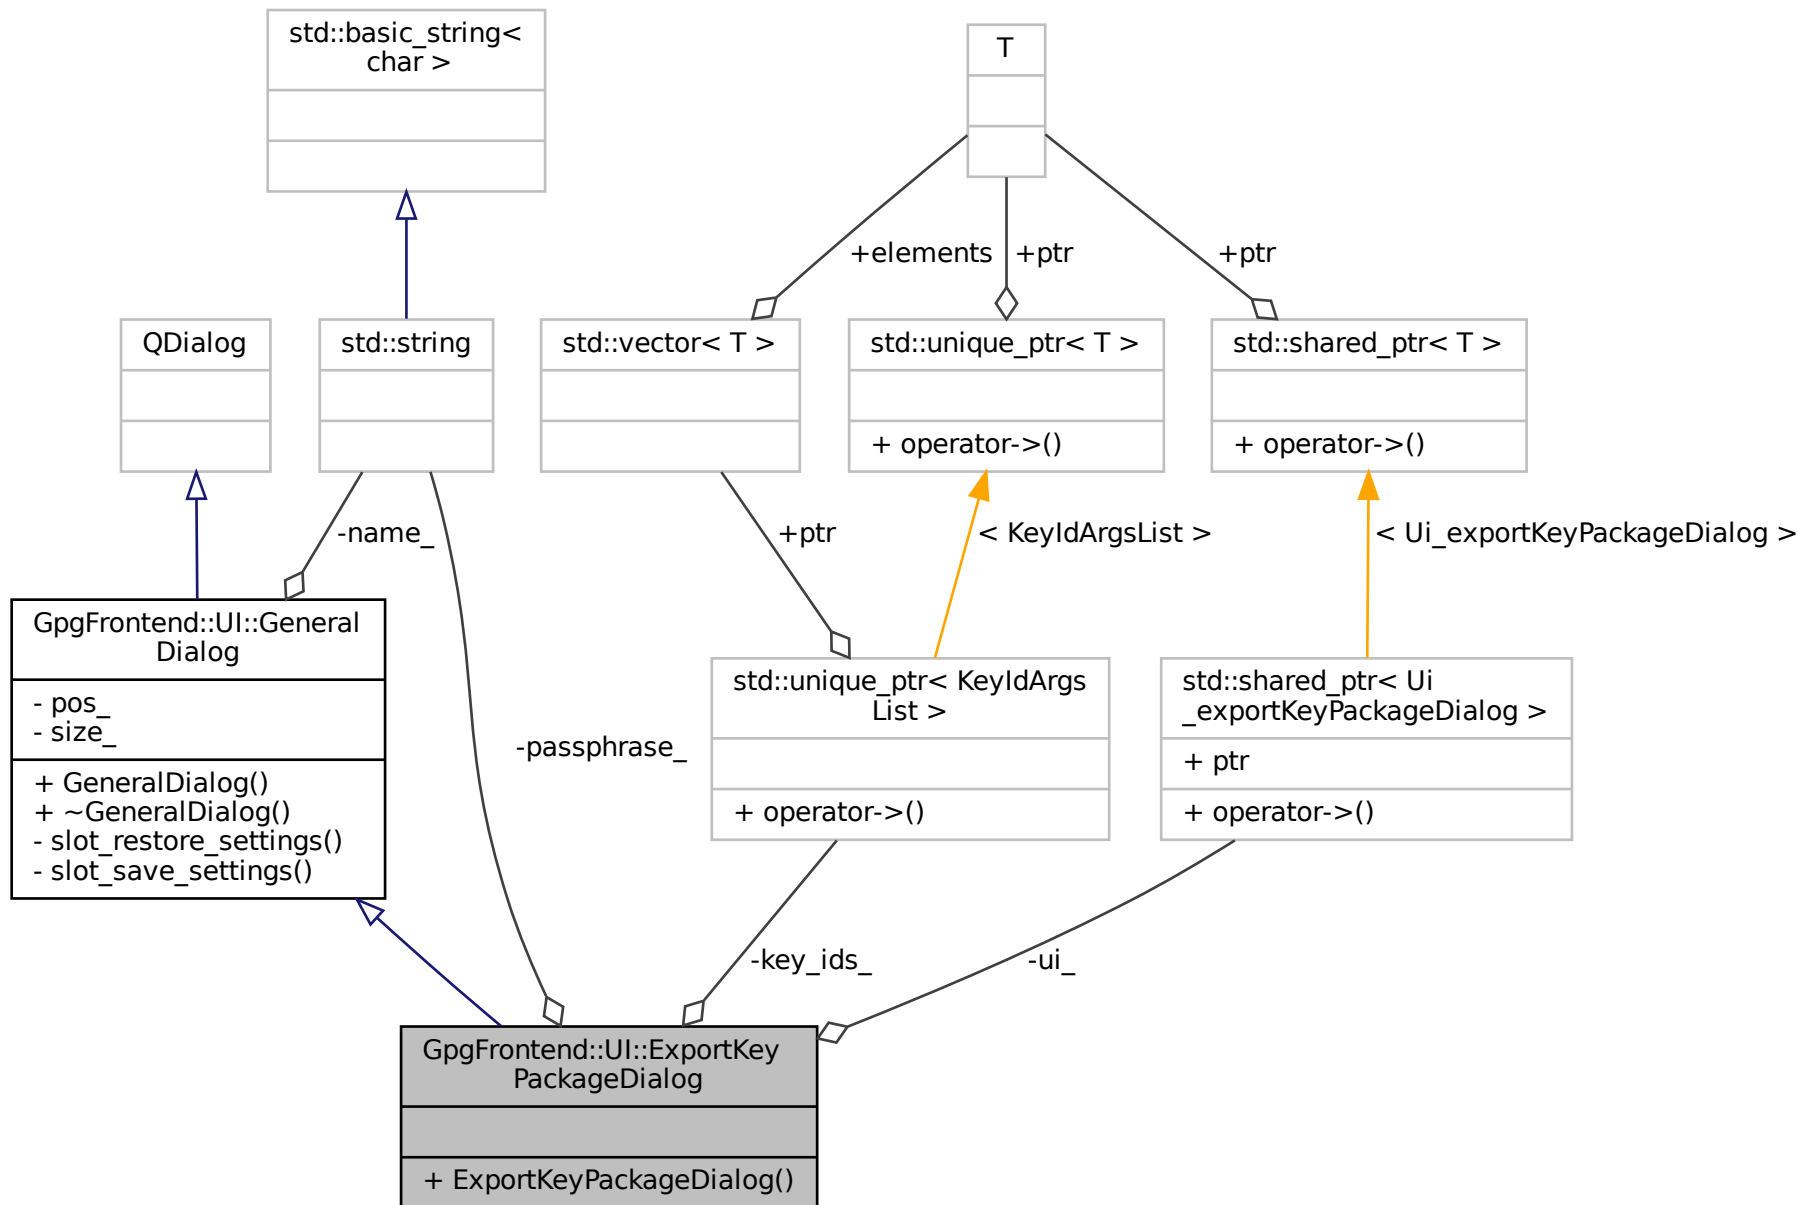 std::basic_string<
char >
T
+elements
+ptr
+ptr
QDialog
std::string
std::vector< T >
std::unique_ptr< T >
+ operator->()
std::shared_ptr< T >
+ operator->()
-name_
+ptr
< KeyIdArgsList >
< Ui_exportKeyPackageDialog >
GpgFrontend::UI::General
Dialog
- pos_
- size_
+ GeneralDialog()
+ ~GeneralDialog()
- slot_restore_settings()
- slot_save_settings()
-passphrase_
std::unique_ptr< KeyIdArgs
List >
+ operator->()
std::shared_ptr< Ui
_exportKeyPackageDialog >
+ ptr
+ operator->()
-key_ids_
-ui_
GpgFrontend::UI::ExportKey
PackageDialog
+ ExportKeyPackageDialog()